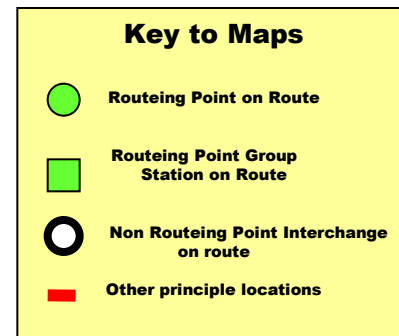 Key to Maps
Routeing Point on Route
Routeing Point Group
Station on Route
Non Routeing Point Interchange
on route
Other principle locations